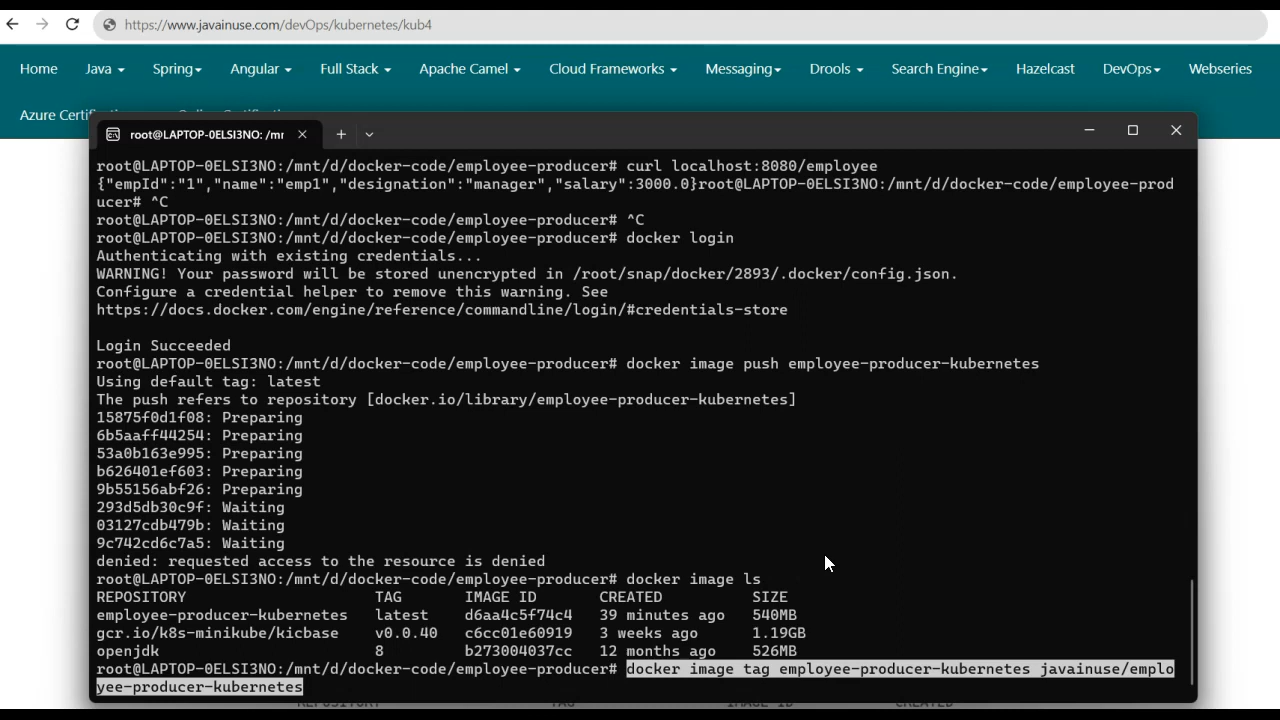 https://www.javainuse.com/devOps/kubernetes/kub4
Home Java Spring Angular Full Stack Apache Camel Cloud Frameworks Messaging Drools Search Engine Hazelcast DevOps Webseries
Azure
root@LAPTOP-0ELSI3NO: /mr
root@LAPTOP-0ELSI3NO:/mnt/d/docker-code/employee-producer# curl localhost:8080/employee
{"empId":"1","name":"emp1","designation":"manager","salary":3000.0}root@LAPTOP-0ELSI3NO:/mnt/d/docker-code/employee-prod
ucer# ^C
root@LAPTOP-0ELSI3NO:/mnt/d/docker-code/employee-producer# ^C
root@LAPTOP-0ELSI3NO:/mnt/d/docker-code/employee-producer# docker login
Authenticating with existing credentials...
WARNING! Your password will be stored unencrypted in /root/snap/docker/2893/.docker/config.json.
Configure a credential helper to remove this warning. See
https://docs.docker.com/engine/reference/commandline/login/#credentials-store
Login Succeeded
root@LAPTOP-0ELSI3NO:/mnt/d/docker-code/employee-producer# docker image push employee-producer-kubernetes
Using default tag: latest
The push refers to repository [docker.io/library/employee-producer-kubernetes]
15875f0d1f08: Preparing
6b5aaff44254: Preparing
53a0b163e995: Preparing
b626401ef603: Preparing
9b55156abf26: Preparing
293d5db30c9f: Waiting
03127cdb479b: Waiting
9c742cd6c7a5: Waiting
denied: requested access to the resource is denied
root@LAPTOP-0ELSI3NO:/mnt/d/docker-code/employee-producer# docker image ls
REPOSITORY TAG IMAGE ID CREATED SIZE
employee-producer-kubernetes latest d6aa4c5f74c4 39 minutes ago 540MB
gcr.io/k8s-minikube/kicbase v0.0.40 c6cc01e60919 3 weeks ago 1.19GB
openjdk 8 b273004037cc 12 months ago 526MB
root@LAPTOP-0ELSI3NO:/mnt/d/docker-code/employee-producer# docker image tag employee-producer-kubernetes javainuse/emplo
yee-producer-kubernetes